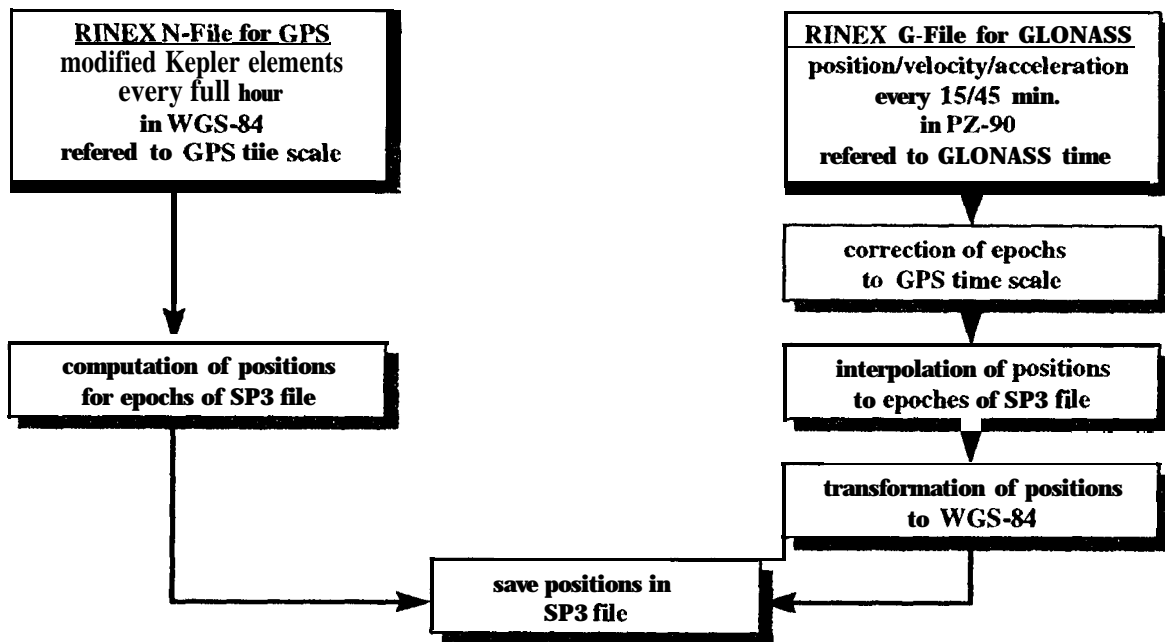 RINEX N-File for GPS
modified Kepler elements
every full hour
in WGS-84
refered to GPS tiie scale
RINEX G-File for GLONASS
position/velocity/acceleration
every 15/45 min.
in PZ-90
refered to GLONASS time
correction of epochs
to GPS time scale
computation of positions
for epochs of SP3 file
interpolation of positions
to epoches of SP3 file
transformation of positions
to WGS-84
save positions in
SP3 file